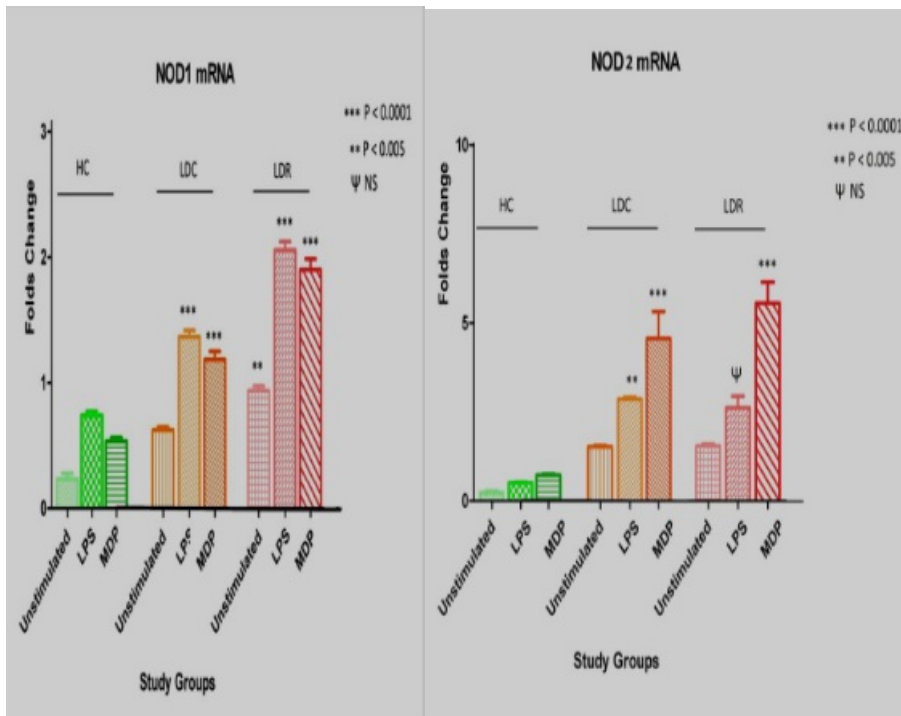 NOD1 mRNA
*** P < 0.0001
** P < 0.005
Ψ NS
3
2
1
0
Folds Change
HC
LDC
LDR
***
***
**
***
***
Unstimulated
LPS
MDP
Unstimulated
LPS
MDP
Unstimulated
LPS
MDP
Study Groups
NOD2 mRNA
*** P < 0.0001
** P < 0.005
Ψ NS
10
5
0
Folds Change
HC
LDC
LDR
**
***
Ψ
***
Unstimulated
LPS
MDP
Unstimulated
LPS
MDP
Unstimulated
LPS
MDP
Study Groups